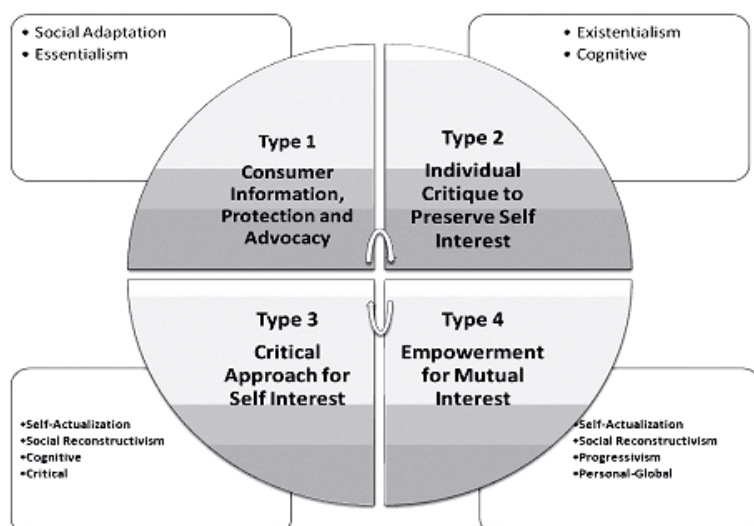 • Social Adaptation
• Essentialism
• Existentialism
• Cognitive
Type 1
Consumer
Information,
Protection and
Advocacy
Type 2
Individual
Critique to
Preserve Self
Interest
Type 3
Critical
Approach for
Self Interest
Type 4
Empowerment
for Mutual
Interest
•Self-Actualization
•Social Reconstructivism
•Cognitive
•Critical
•Self-Actualization
•Social Reconstructivism
•Progressivism
•Personal-Global